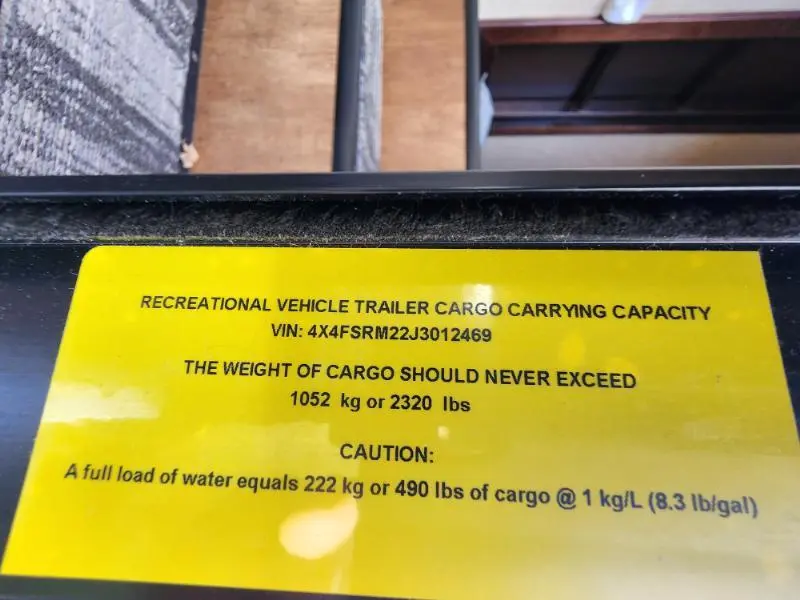 RECREATIONAL VEHICLE TRAILER CARGO CARRYING CAPACITY
VIN: 4X4FSRM22J3012469
THE WEIGHT OF CARGO SHOULD NEVER EXCEED
1052 kg or 2320 lbs
CAUTION:
A full load of water equals 222 kg or 490 lbs of cargo @ 1 kg/L (8.3 lb/gal)